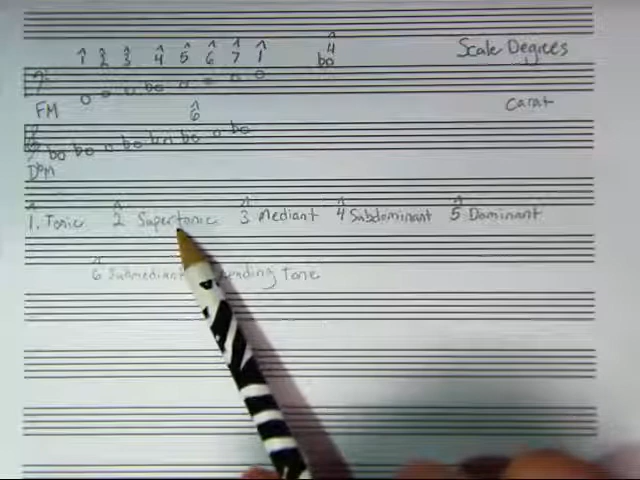 1 2 3 4 5 6 7 1 4 Scale Degrees
FM Carat
6
DbM
1. Tonic 2 Supertonic 3 Mediant 4 Subdominant 5 Dominant
6 Submediant Leading Tone